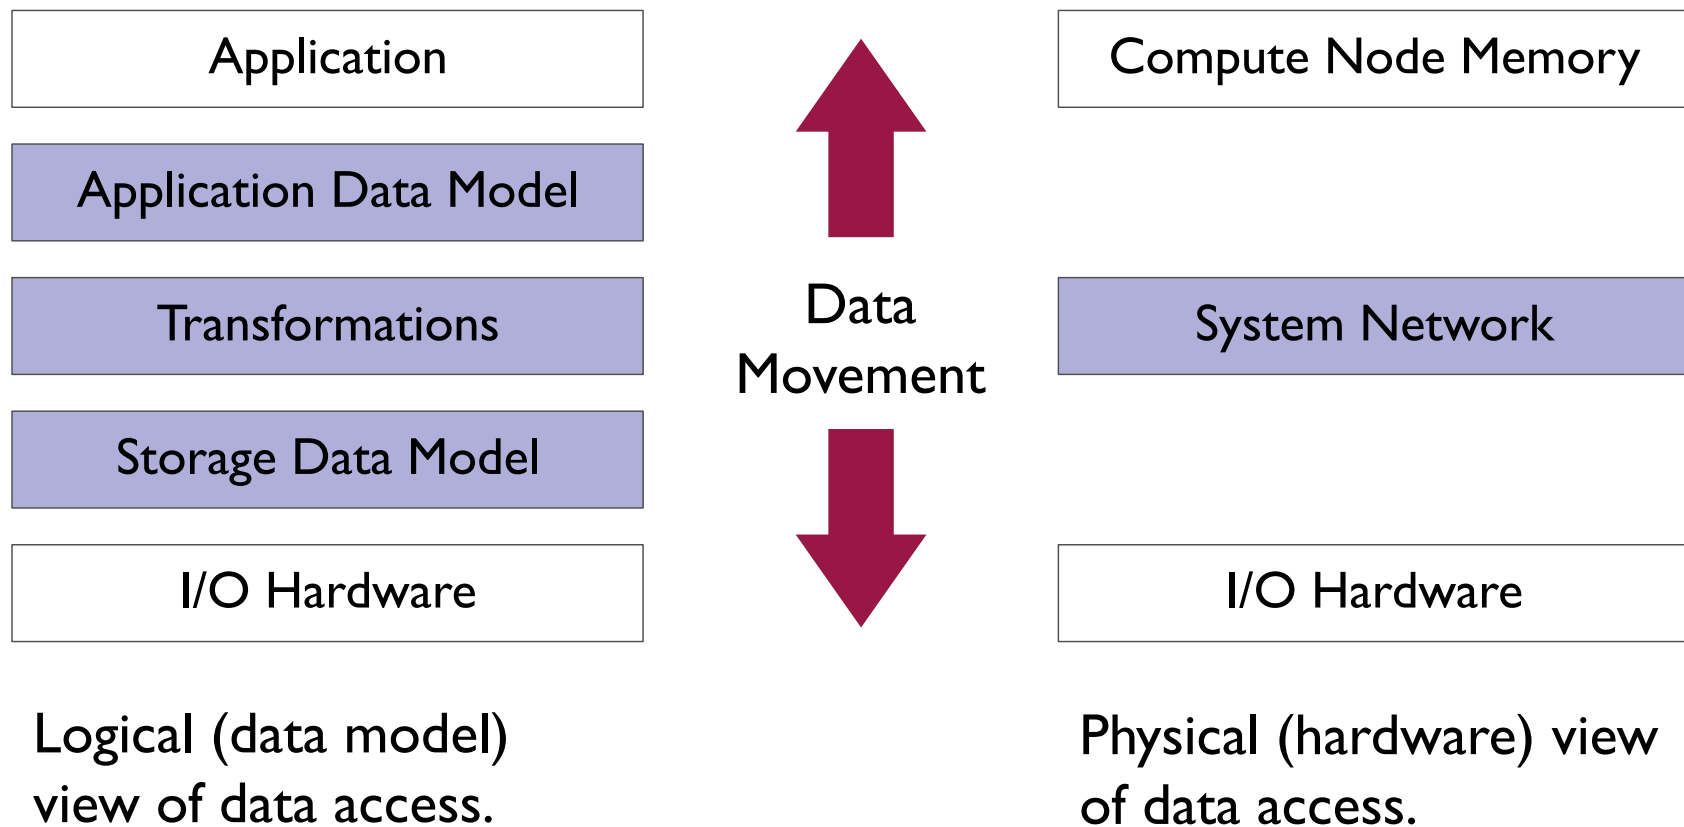 Application
Application Data Model
Transformations
Storage Data Model
I/O Hardware
Logical (data model)
view of data access.
Data
Movement
Compute Node Memory
System Network
I/O Hardware
Physical (hardware) view
of data access.